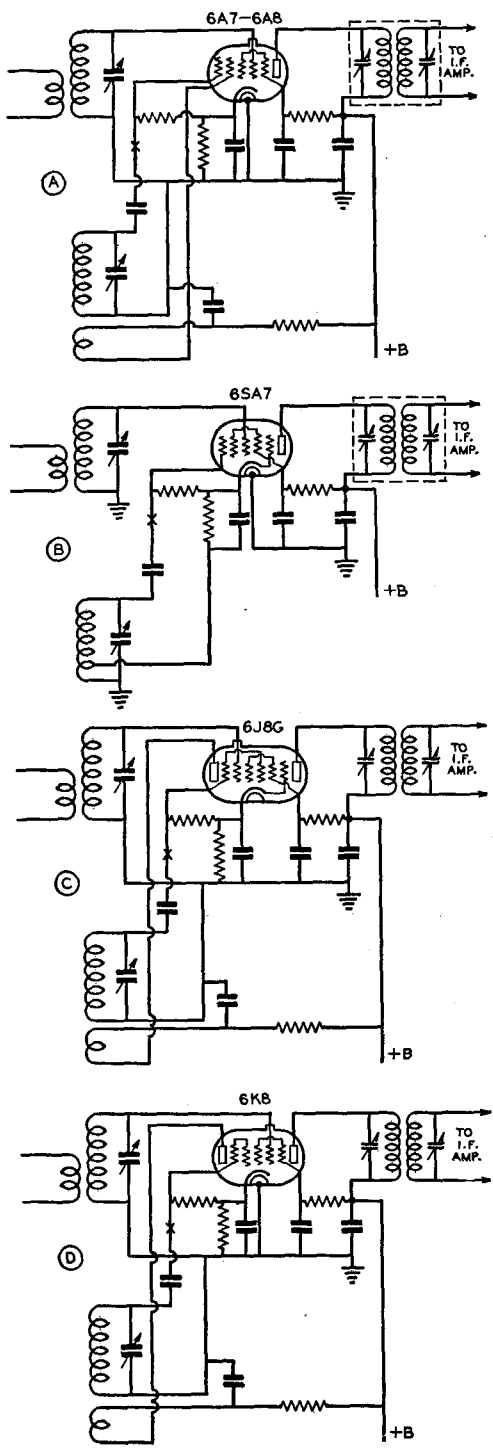 6A7-6A8
TO
I.F.
AMP.
A
+B
6SA7
TO
I.F.
AMP.
B
+B
6J8G
TO
I.F.
AMP.
C
+B
6K8
TO
I.F.
AMP.
D
+B